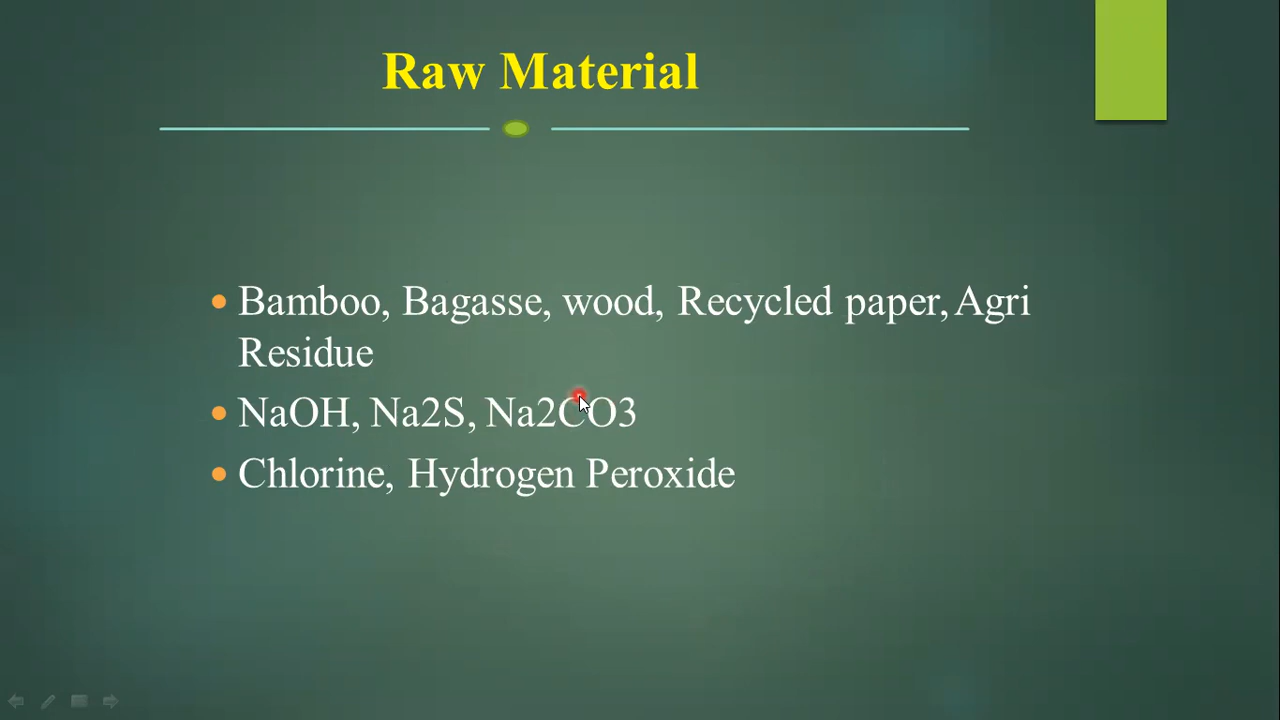 Raw Material
Bamboo, Bagasse, wood, Recycled paper, Agri
Residue
NaOH, Na2S, Na2CO3
Chlorine, Hydrogen Peroxide